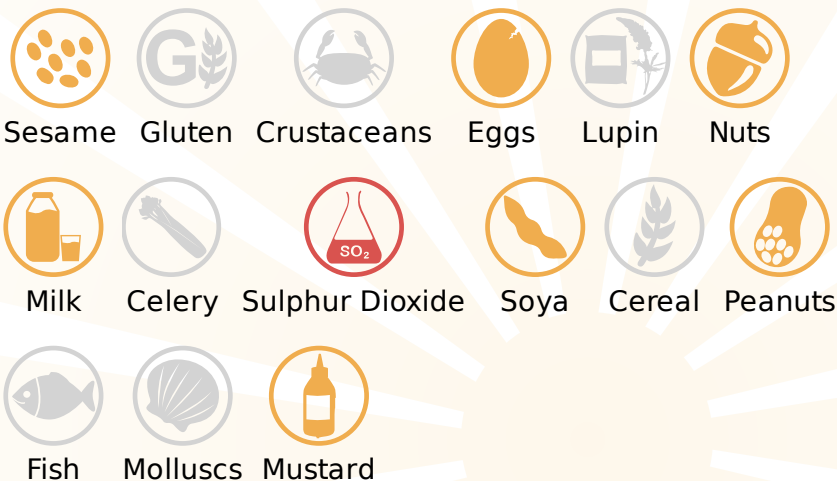 Sesame Gluten Crustaceans Eggs Lupin Nuts
G
SO₂
Milk Celery Sulphur Dioxide Soya Cereal Peanuts
Fish Molluscs Mustard